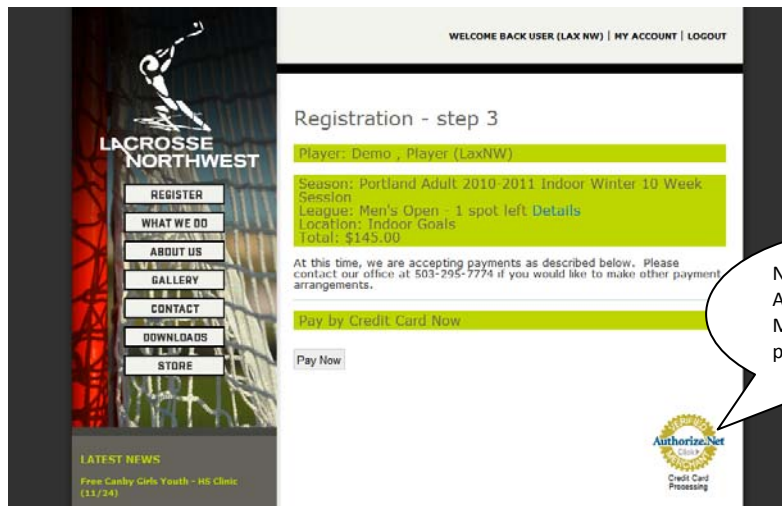 WELCOME BACK USER (LAX NW) | MY ACCOUNT | LOGOUT
LACROSSE
NORTHWEST
REGISTER
WHAT WE DO
ABOUT US
GALLERY
CONTACT
DOWNLOADS
STORE
LATEST NEWS
Free Canby Girls Youth - HS Clinic
(11/24)
Registration - step 3
Player: Demo , Player (LaxNW)
Season: Portland Adult 2010-2011 Indoor Winter 10 Week
Session
League: Men's Open - 1 spot left Details
Location: Indoor Goals
Total: $145.00
At this time, we are accepting payments as described below. Please
contact our office at 503-295-7774 if you would like to make other payment
arrangements.
Pay by Credit Card Now
Pay Now
VERIFIED
Authorize.Net
Click
MERCHANT
Credit Card
Processing